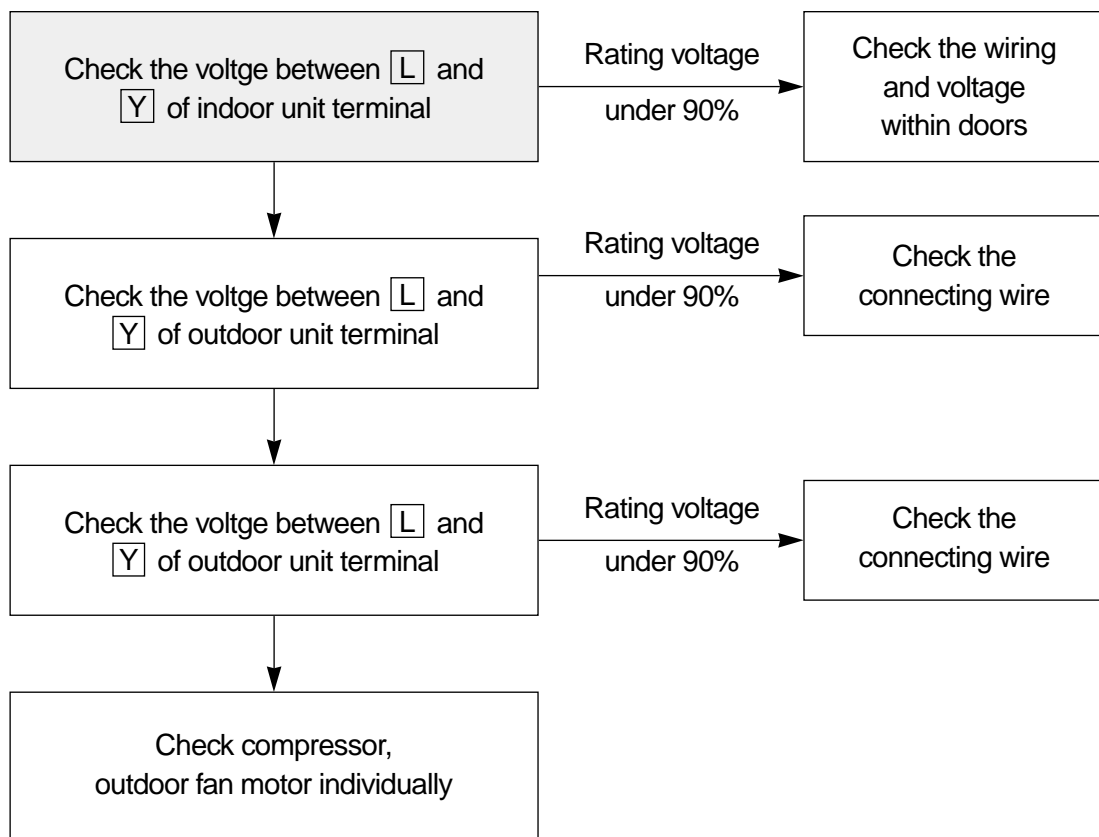 Check the voltge between L and
Y of indoor unit terminal
Rating voltage
under 90%
Check the wiring
and voltage
within doors
Check the voltge between L and
Y of outdoor unit terminal
Rating voltage
under 90%
Check the
connecting wire
Check the voltge between L and
Y of outdoor unit terminal
Rating voltage
under 90%
Check the
connecting wire
Check compressor,
outdoor fan motor individually